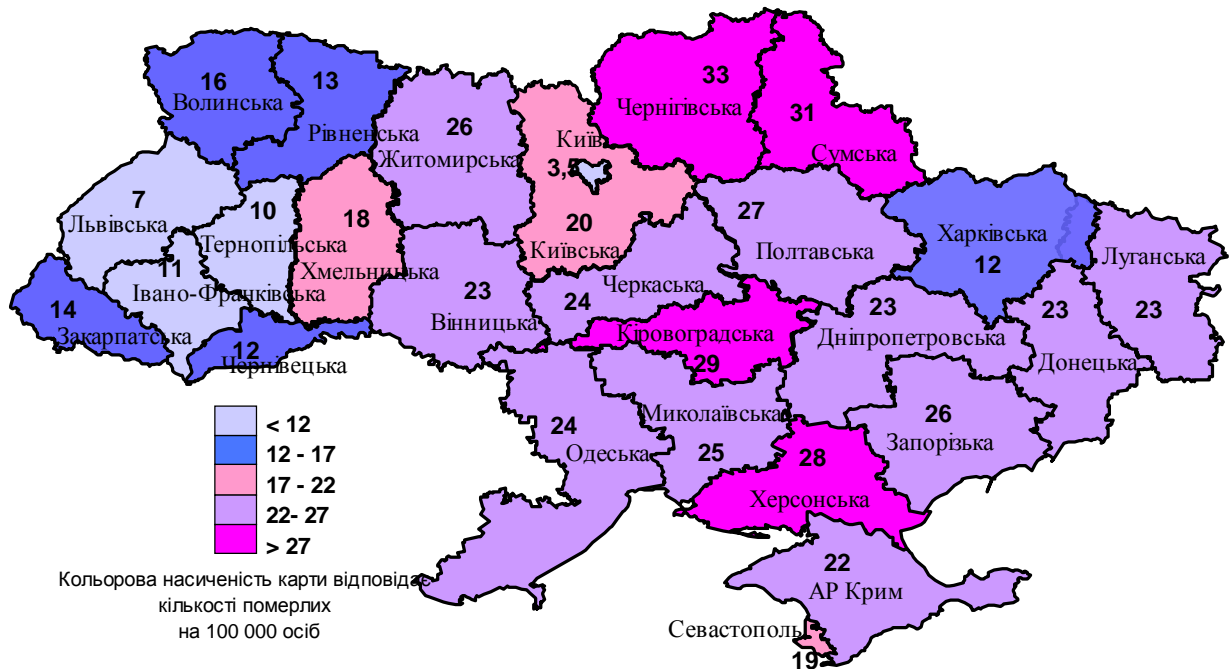 16
Волинська
13
Рівненська
26
Житомирська
Київ
3,5
33
Чернігівська
31
Сумська
7
Львівська
10
Тернопільська
18
Хмельницька
20
Київська
27
Полтавська
Харківська
12
Луганська
23
11
Івано-Франківська
14
Закарпатська
12
Чернівецька
23
Вінницька
24
Черкаська
Кіровоградська
29
23
Дніпропетровська
23
Донецька
24
Одеська
Миколаївська
25
26
Запорізька
28
Херсонська
22
АР Крим
Севастополь
19
< 12
12 - 17
17 - 22
22- 27
> 27
Кольорова насиченість карти відповідає
кількості померлих
на 100 000 осіб